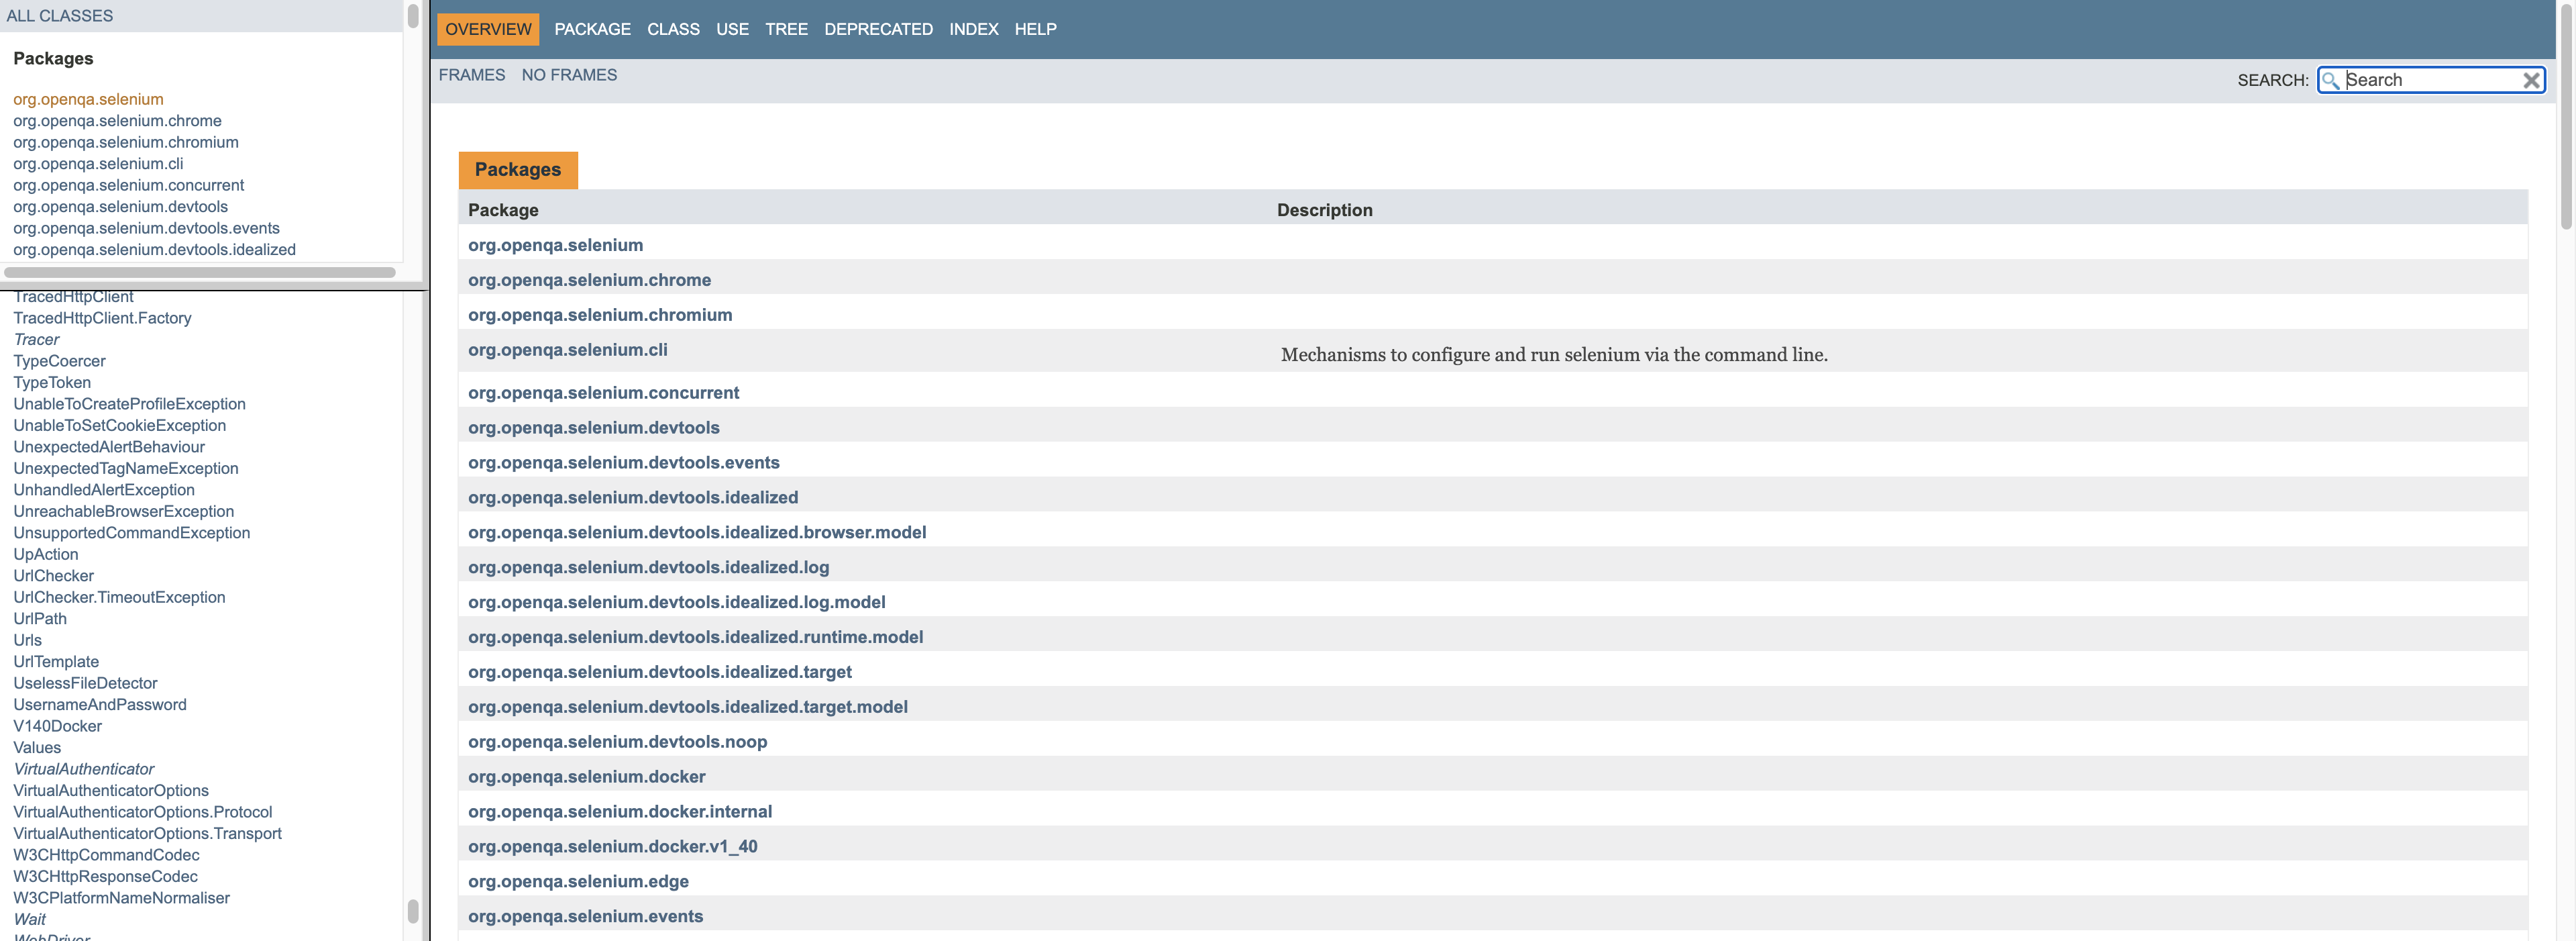 ALL CLASSES
Packages
org.openqa.selenium
org.openqa.selenium.chrome
org.openqa.selenium.chromium
org.openqa.selenium.cli
org.openqa.selenium.concurrent
org.openqa.selenium.devtools
org.openqa.selenium.devtools.events
org.openqa.selenium.devtools.idealized
TracedHttpClient
TracedHttpClient.Factory
Tracer
TypeCoercer
TypeToken
UnableToCreateProfileException
UnableToSetCookieException
UnexpectedAlertBehaviour
UnexpectedTagNameException
UnhandledAlertException
UnreachableBrowserException
UnsupportedCommandException
UpAction
UrlChecker
UrlChecker.TimeoutException
UrlPath
Urls
UrlTemplate
UselessFileDetector
UsernameAndPassword
V140Docker
Values
VirtualAuthenticator
VirtualAuthenticatorOptions
VirtualAuthenticatorOptions.Protocol
VirtualAuthenticatorOptions.Transport
W3CHttpCommandCodec
W3CHttpResponseCodec
W3CPlatformNameNormaliser
Wait
WebDriver
OVERVIEW PACKAGE CLASS USE TREE DEPRECATED INDEX HELP
FRAMES NO FRAMES
SEARCH: Search
Packages
Package Description
org.openqa.selenium
org.openqa.selenium.chrome
org.openqa.selenium.chromium
org.openqa.selenium.cli Mechanisms to configure and run selenium via the command line.
org.openqa.selenium.concurrent
org.openqa.selenium.devtools
org.openqa.selenium.devtools.events
org.openqa.selenium.devtools.idealized
org.openqa.selenium.devtools.idealized.browser.model
org.openqa.selenium.devtools.idealized.log
org.openqa.selenium.devtools.idealized.log.model
org.openqa.selenium.devtools.idealized.runtime.model
org.openqa.selenium.devtools.idealized.target
org.openqa.selenium.devtools.idealized.target.model
org.openqa.selenium.devtools.noop
org.openqa.selenium.docker
org.openqa.selenium.docker.internal
org.openqa.selenium.docker.v1_40
org.openqa.selenium.edge
org.openqa.selenium.events